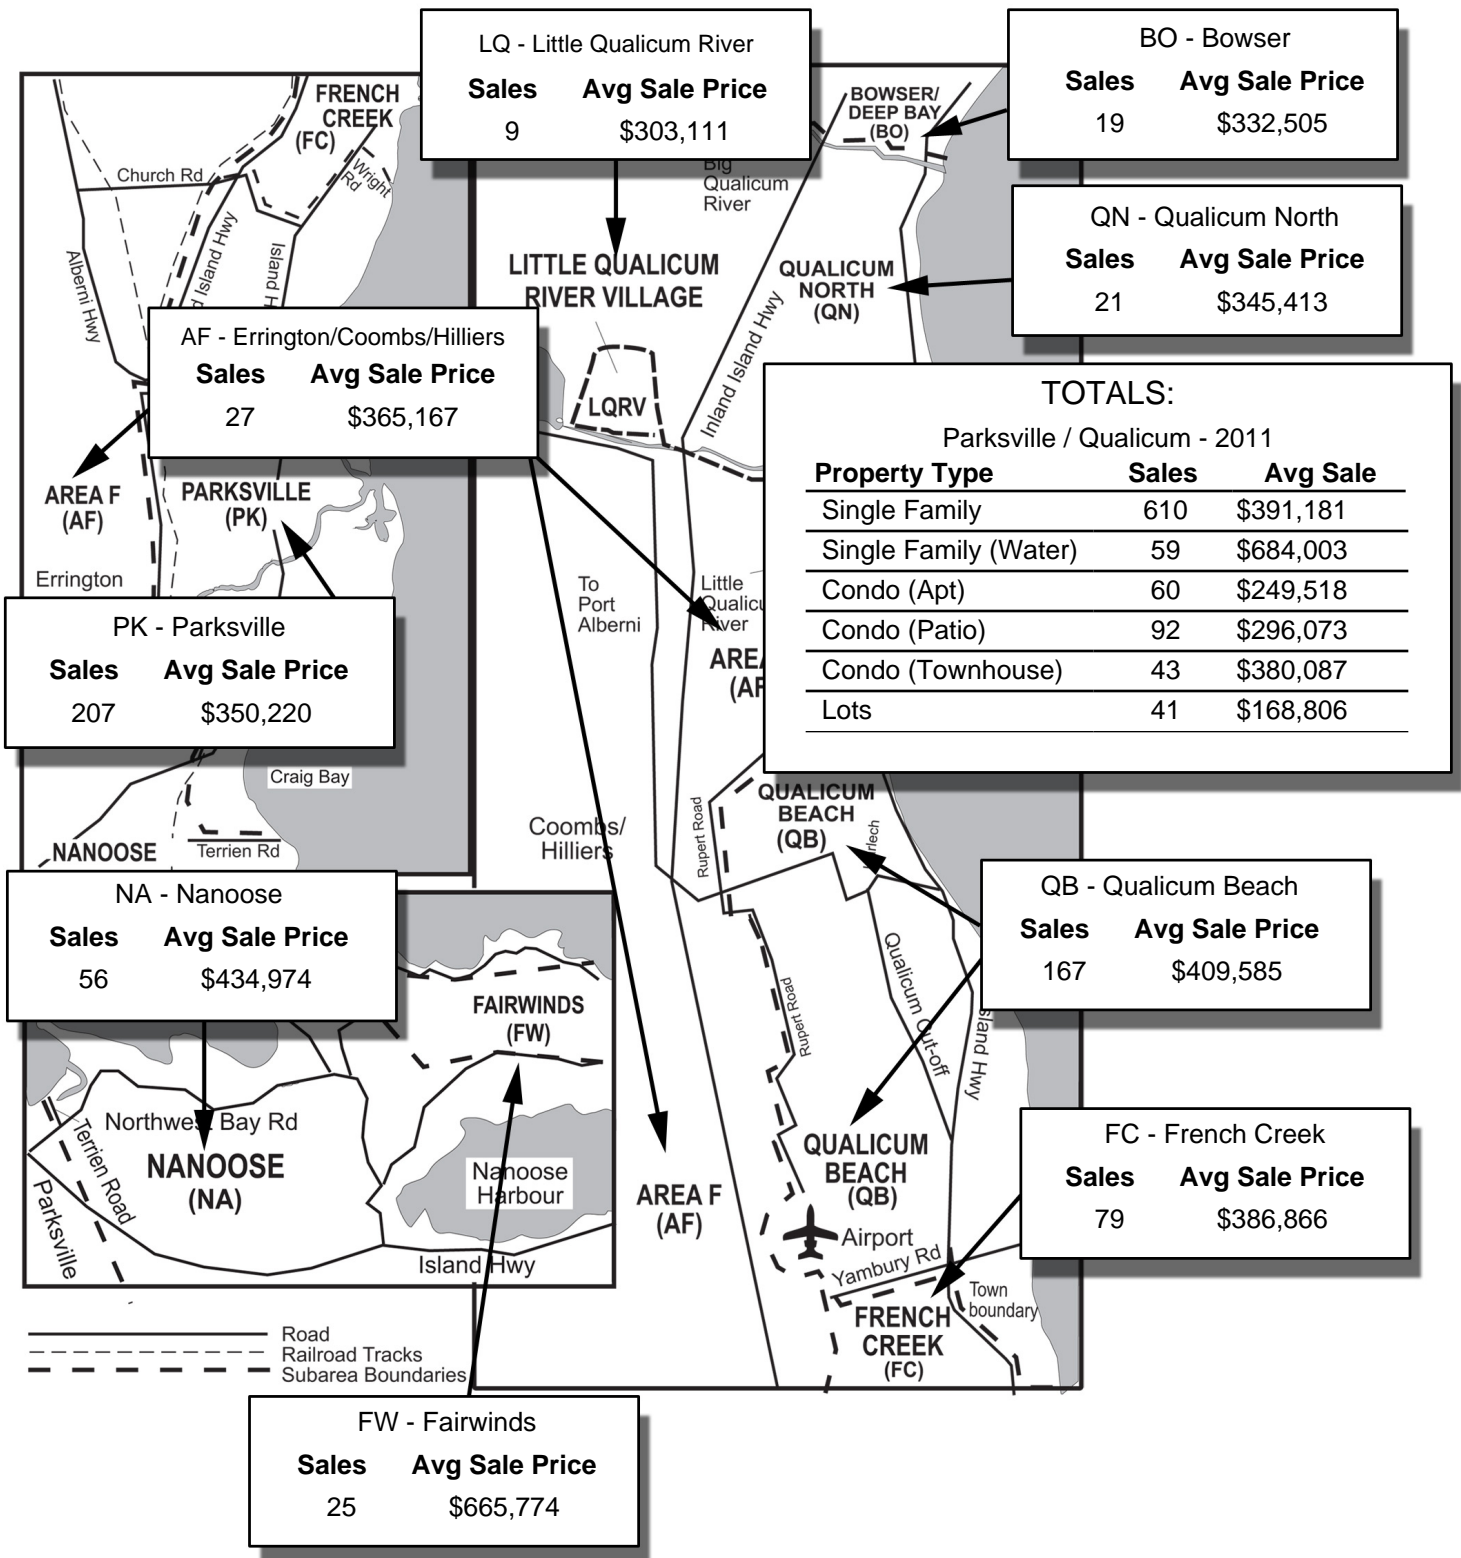 LQ - Little Qualicum River
Sales Avg Sale Price
9 $303,111
BO - Bowser
Sales Avg Sale Price
19 $332,505
QN - Qualicum North
Sales Avg Sale Price
21 $345,413
AF - Errington/Coombs/Hilliers
Sales Avg Sale Price
27 $365,167
TOTALS:
Parksville / Qualicum - 2011
Property Type Sales Avg Sale
Single Family 610 $391,181
Single Family (Water) 59 $684,003
Condo (Apt) 60 $249,518
Condo (Patio) 92 $296,073
Condo (Townhouse) 43 $380,087
Lots 41 $168,806
PK - Parksville
Sales Avg Sale Price
207 $350,220
NA - Nanoose
Sales Avg Sale Price
56 $434,974
QB - Qualicum Beach
Sales Avg Sale Price
167 $409,585
FC - French Creek
Sales Avg Sale Price
79 $386,866
FW - Fairwinds
Sales Avg Sale Price
25 $665,774
FRENCH
CREEK
(FC)
Church Rd
Wright
Rd
Alberni Hwy
Island Hwy
Island
AREA F
(AF)
PARKSVILLE
(PK)
Errington
Craig Bay
NANOOSE
Terrien Rd
Big
Qualicum
River
BOWSER/
DEEP BAY
(BO)
LITTLE QUALICUM
RIVER VILLAGE
LQRV
QUALICUM
NORTH
(QN)
Inland Island Hwy
To
Port
Alberni
Little
River
Coombs/
Hilliers
Rupert Road
QUALICUM
BEACH
(QB)
Qualicum Cut-off
Rupert Road
Hwy
QUALICUM
BEACH
(QB)
AREA F
(AF)
Airport
Yambury Rd
Town
boundary
FRENCH
CREEK
(FC)
FAIRWINDS
(FW)
Northwest Bay Rd
NANOOSE
(NA)
Terrien Road
Parksville
Nanoose
Harbour
Island Hwy
Road
Railroad Tracks
Subarea Boundaries